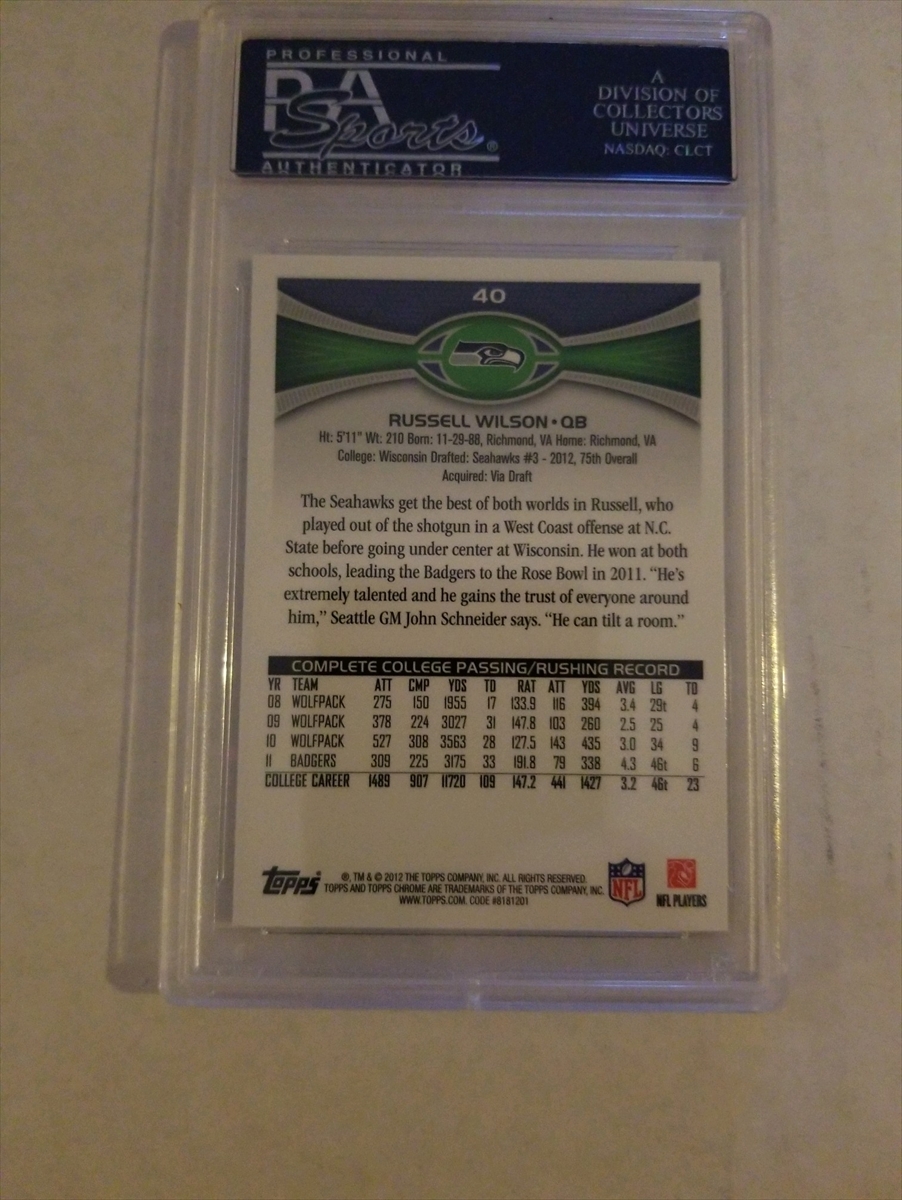 PROFESSIONAL
PSA
Sports®
AUTHENTICATOR
A
DIVISION OF
COLLECTORS
UNIVERSE
NASDAQ: CLCT
40
RUSSELL WILSON • QB
Ht: 5'11" Wt: 210 Born: 11-29-88, Richmond, VA Home: Richmond, VA
College: Wisconsin Drafted: Seahawks #3 - 2012, 75th Overall
Acquired: Via Draft
The Seahawks get the best of both worlds in Russell, who
played out of the shotgun in a West Coast offense at N.C.
State before going under center at Wisconsin. He won at both
schools, leading the Badgers to the Rose Bowl in 2011. “He’s
extremely talented and he gains the trust of everyone around
him,” Seattle GM John Schneider says. “He can tilt a room.”
COMPLETE COLLEGE PASSING/RUSHING RECORD
YR TEAM ATT CMP YDS TD RAT ATT YDS AVG LG TD
08 WOLFPACK 275 150 1955 17 133.9 116 394 3.4 29t 4
09 WOLFPACK 378 224 3027 31 147.8 103 260 2.5 25 4
10 WOLFPACK 527 308 3563 28 127.5 143 435 3.0 34 9
11 BADGERS 309 225 3175 33 191.8 79 338 4.3 46t 6
COLLEGE CAREER 1489 907 11720 109 147.2 441 1427 3.2 46t 23
topps
®, TM & © 2012 THE TOPPS COMPANY, INC. ALL RIGHTS RESERVED.
TOPPS AND TOPPS CHROME ARE TRADEMARKS OF THE TOPPS COMPANY, INC.
WWW.TOPPS.COM. CODE #8181201
NFL
NFL PLAYERS